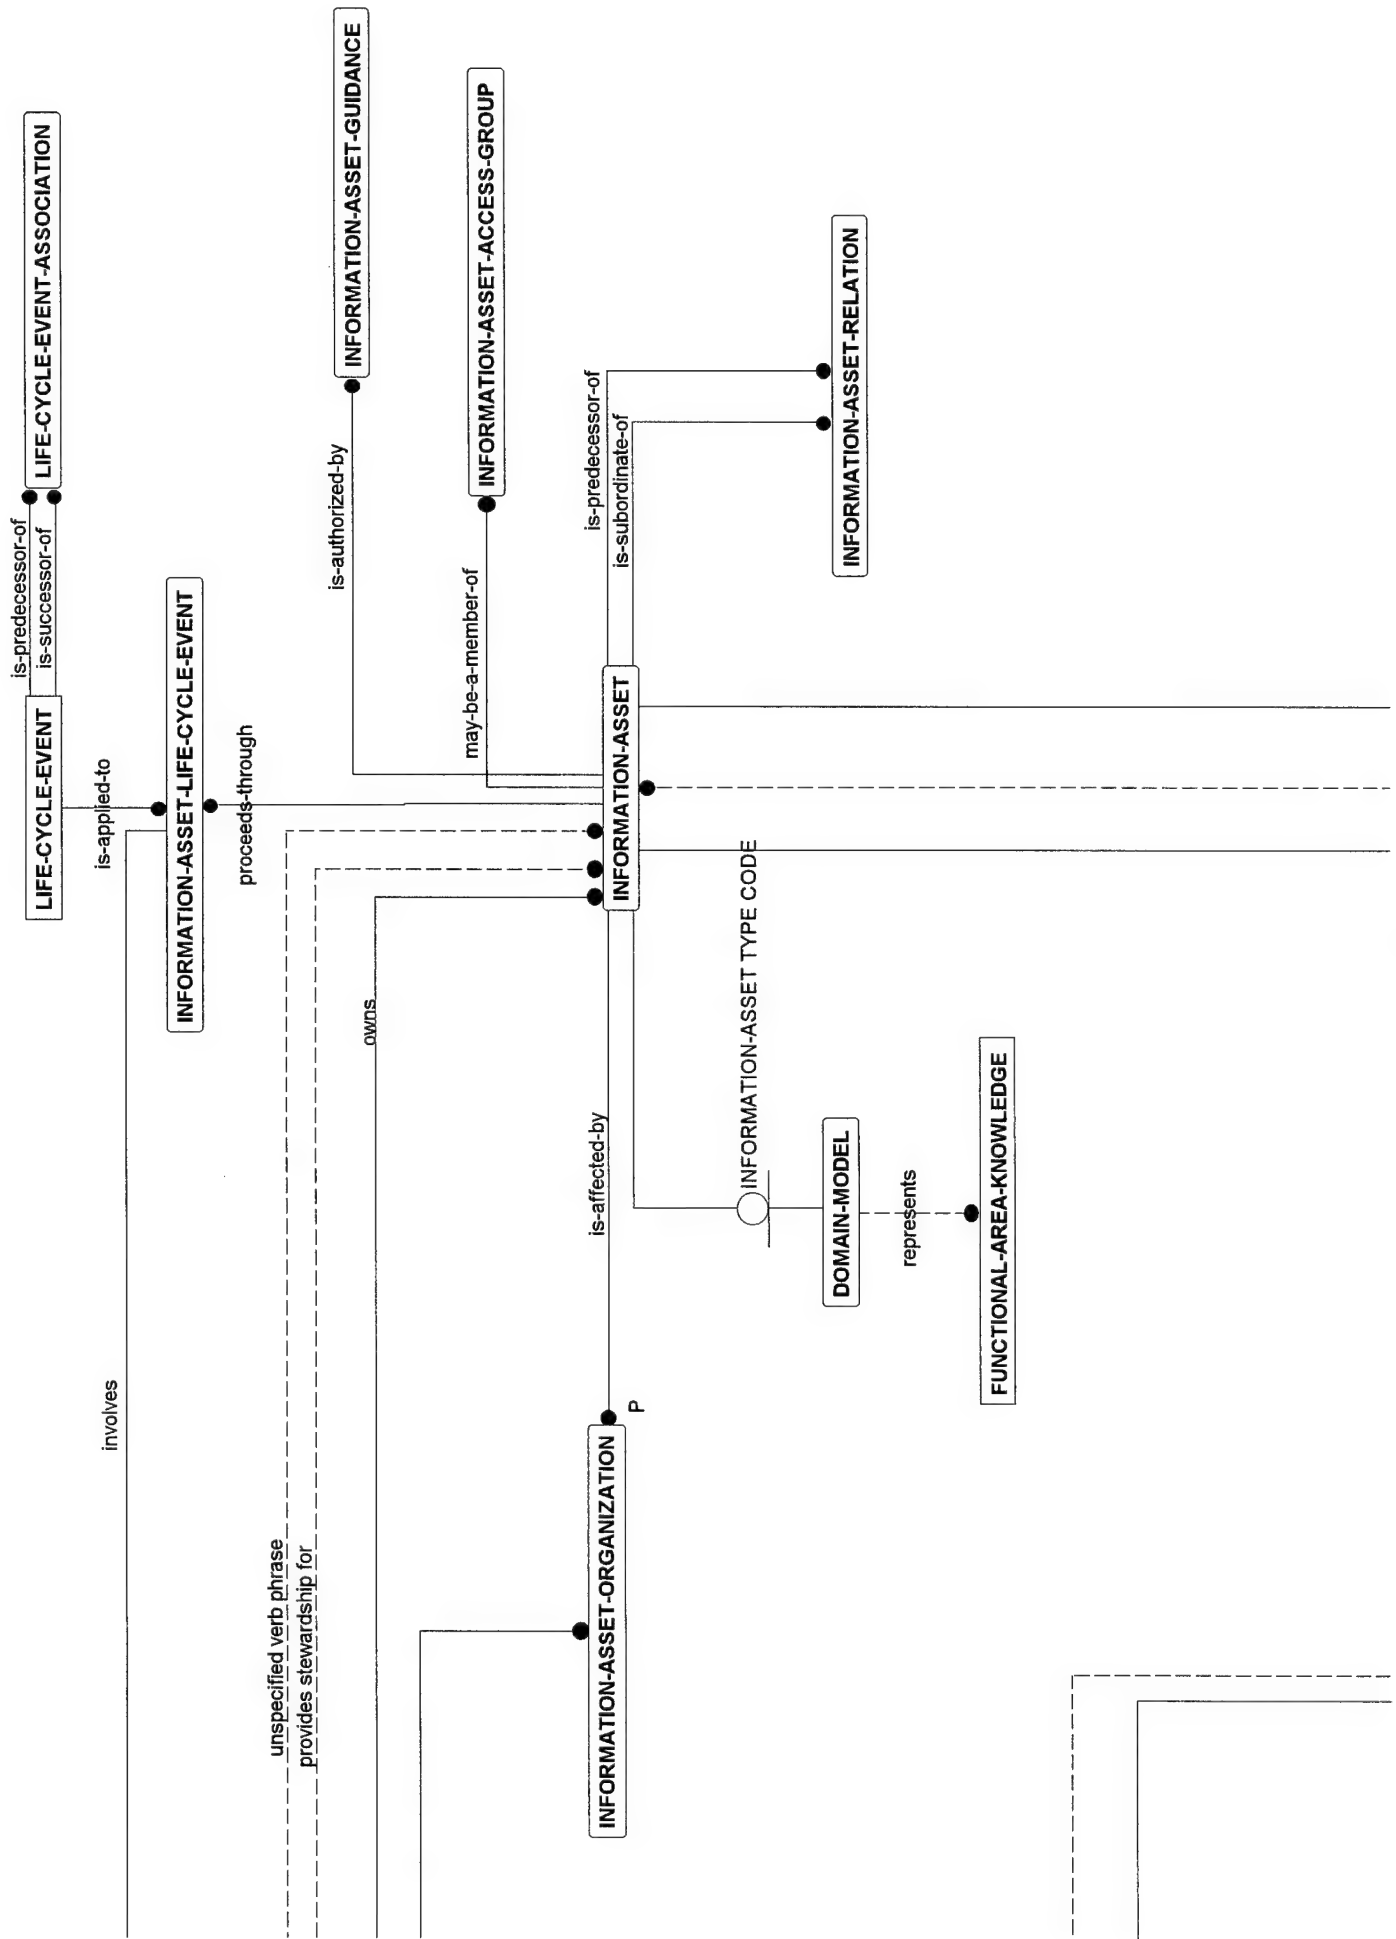 is-predecessor-of
LIFE-CYCLE-EVENT
LIFE-CYCLE-EVENT-ASSOCIATION
is-successor-of
is-applied-to
involves
INFORMATION-ASSET-LIFE-CYCLE-EVENT
proceeds-through
unspecified verb phrase
provides stewardship for
is-authorized-by
INFORMATION-ASSET-GUIDANCE
owns
may-be-a-member-of
INFORMATION-ASSET-ACCESS-GROUP
is-predecessor-of
is-subordinate-of
INFORMATION-ASSET-ORGANIZATION
P
is-affected-by
INFORMATION-ASSET
INFORMATION-ASSET TYPE CODE
DOMAIN-MODEL
INFORMATION-ASSET-RELATION
represents
FUNCTIONAL-AREA-KNOWLEDGE